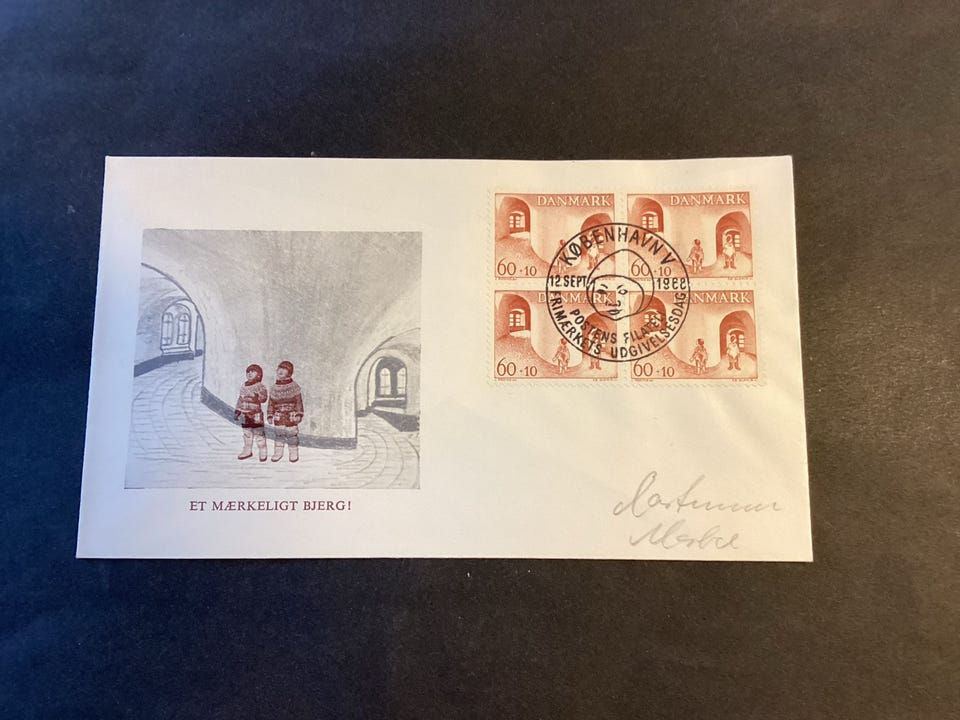 DANMARK DANMARK
60+10 60+10
DANMARK DANMARK
60+10 60+10
KØBENHAVN V
12 SEPT. 1968
POSTENS FILATELI
FRIMÆRKETS UDGIVELSESDAG
ET MÆRKELIGT BJERG!